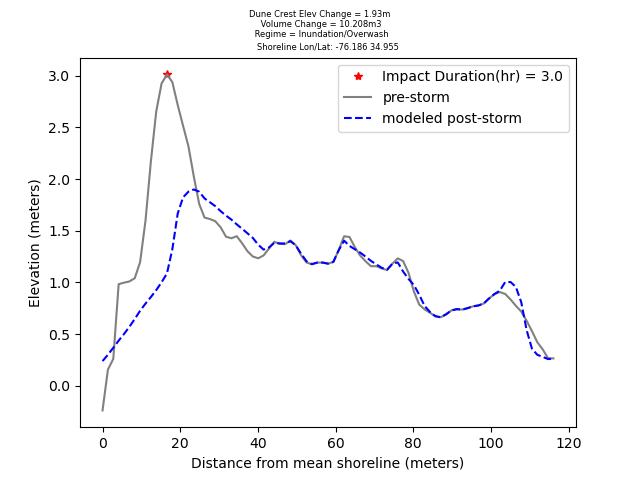 Dune Crest Elev Change = 1.93m
Volume Change = 10.208m3
Regime = Inundation/Overwash
Shoreline Lon/Lat: -76.186 34.955
Impact Duration(hr) = 3.0
pre-storm
modeled post-storm
Elevation (meters)
3.0
2.5
2.0
1.5
1.0
0.5
0.0
0 20 40 60 80 100 120
Distance from mean shoreline (meters)